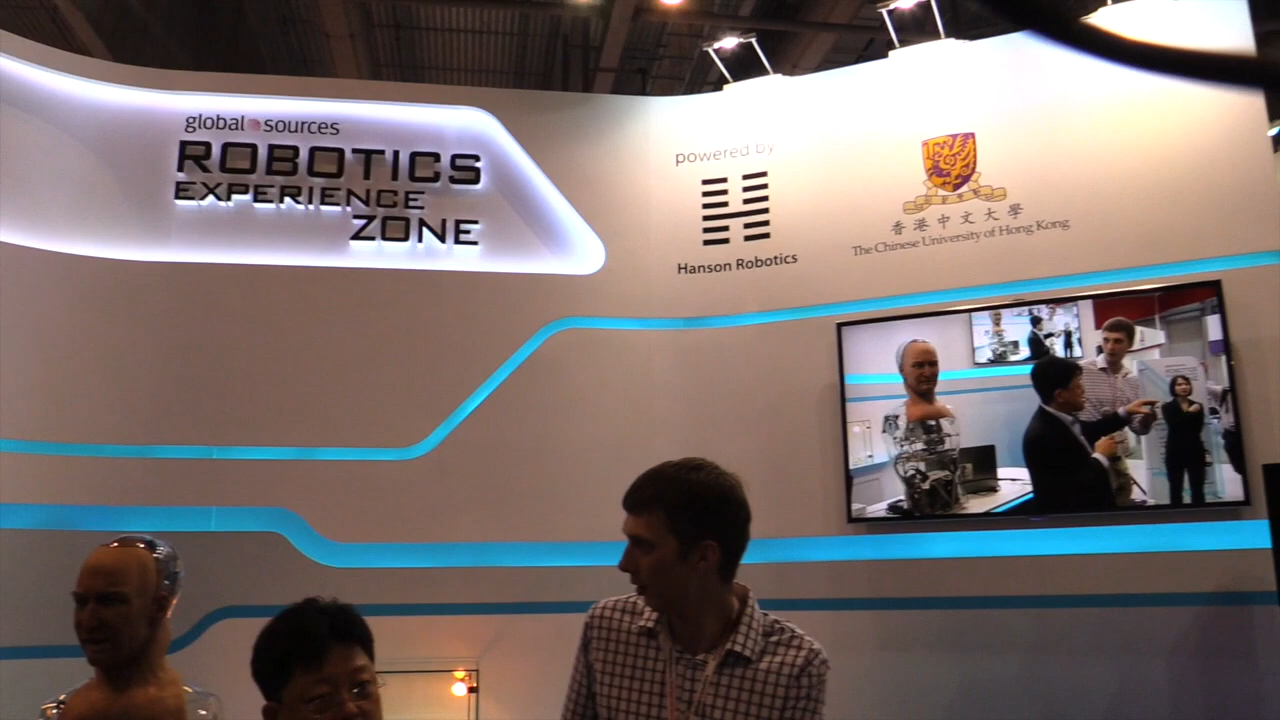 global sources
ROBOTICS
EXPERIENCE
ZONE
powered by
Hanson Robotics
香港中文大學
The Chinese University of Hong Kong